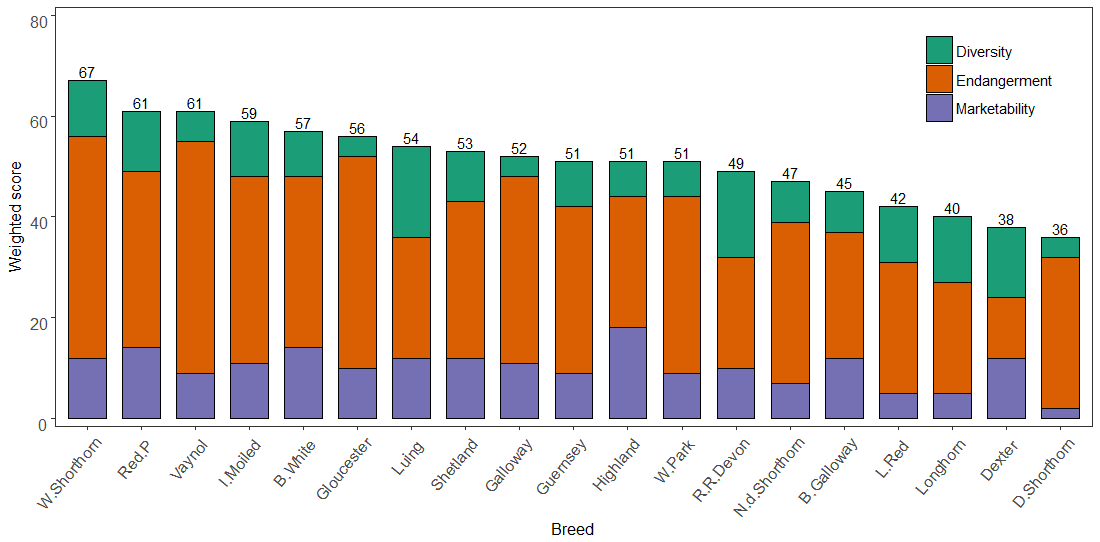 80
60
40
20
0
Weighted score
67
61
61
59
57
56
54
53
52
51
51
51
49
47
45
42
40
38
36
Diversity
Endangerment
Marketability
W.Shorthorn
Red.P
Vaynol
I.Moiled
B.White
Gloucester
Luing
Shetland
Galloway
Guernsey
Highland
W.Park
R.R.Devon
N.d.Shorthorn
B.Galloway
L.Red
Longhorn
Dexter
D.Shorthorn
Breed